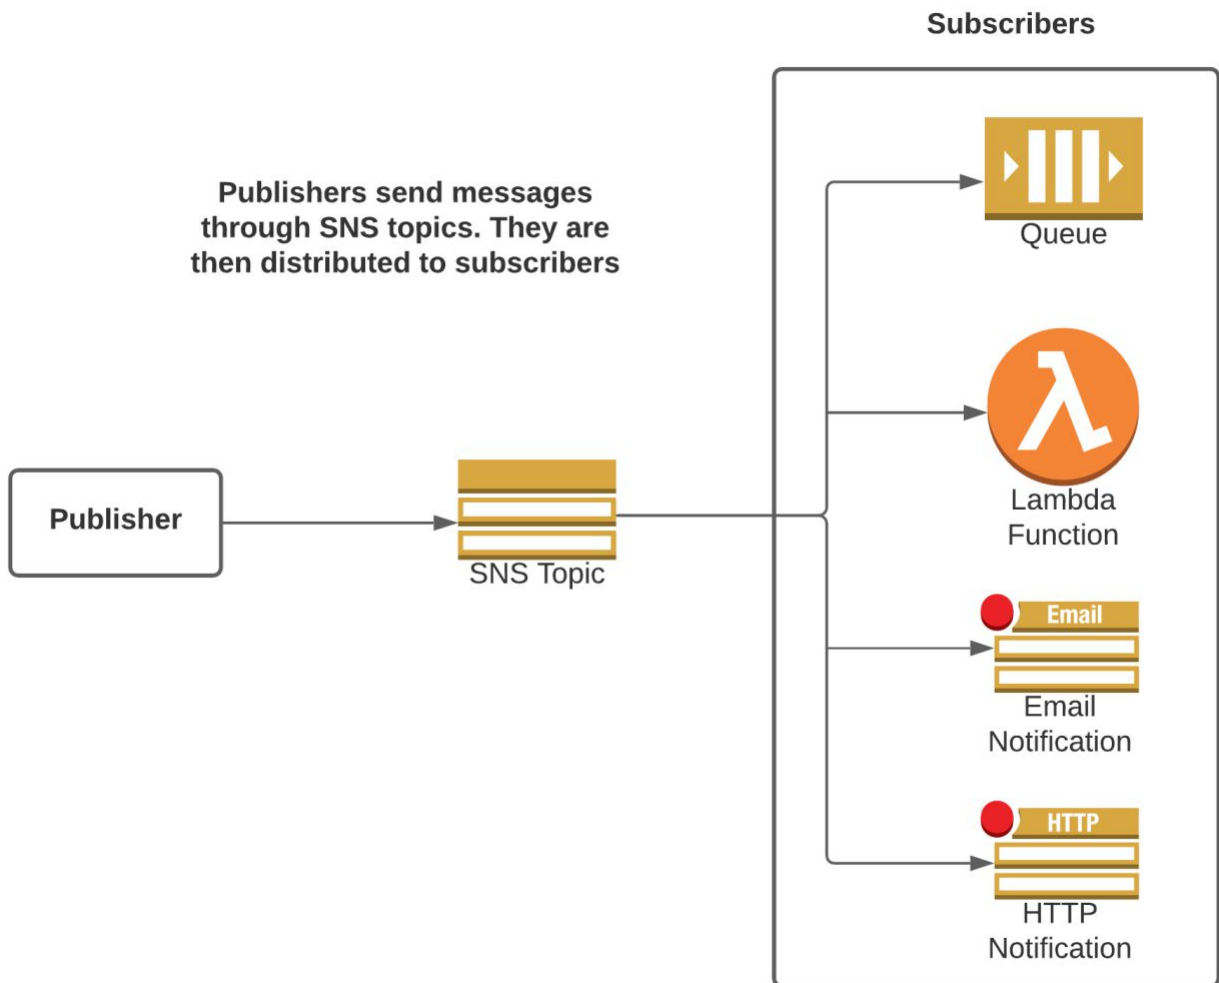 Subscribers
Publishers send messages
through SNS topics. They are
then distributed to subscribers
Queue
Lambda
Function
Publisher
SNS Topic
Email
Email
Notification
HTTP
HTTP
Notification